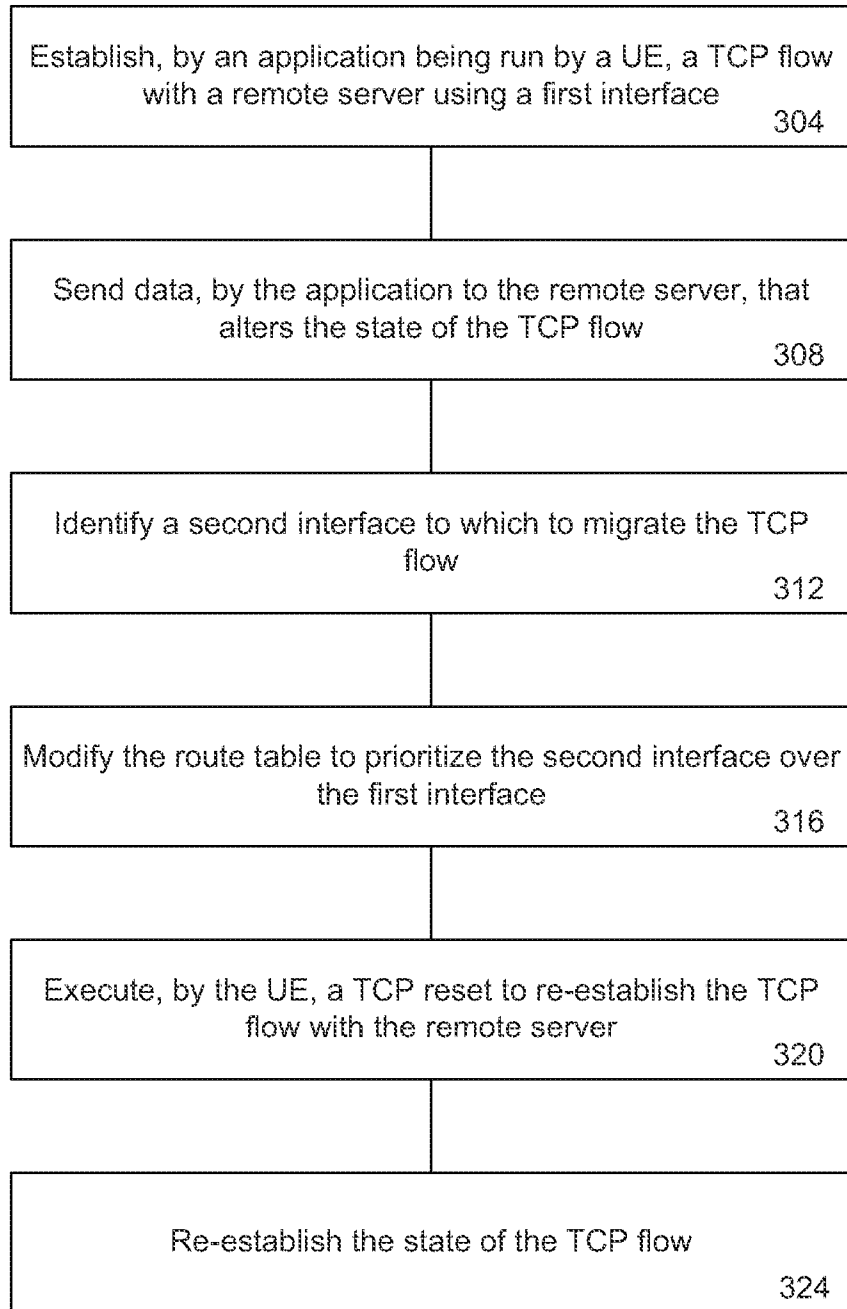 Establish, by an application being run by a UE, a TCP flow
with a remote server using a first interface
304
Send data, by the application to the remote server, that
alters the state of the TCP flow
308
Identify a second interface to which to migrate the TCP
flow
312
Modify the route table to prioritize the second interface over
the first interface
316
Execute, by the UE, a TCP reset to re-establish the TCP
flow with the remote server
320
Re-establish the state of the TCP flow
324